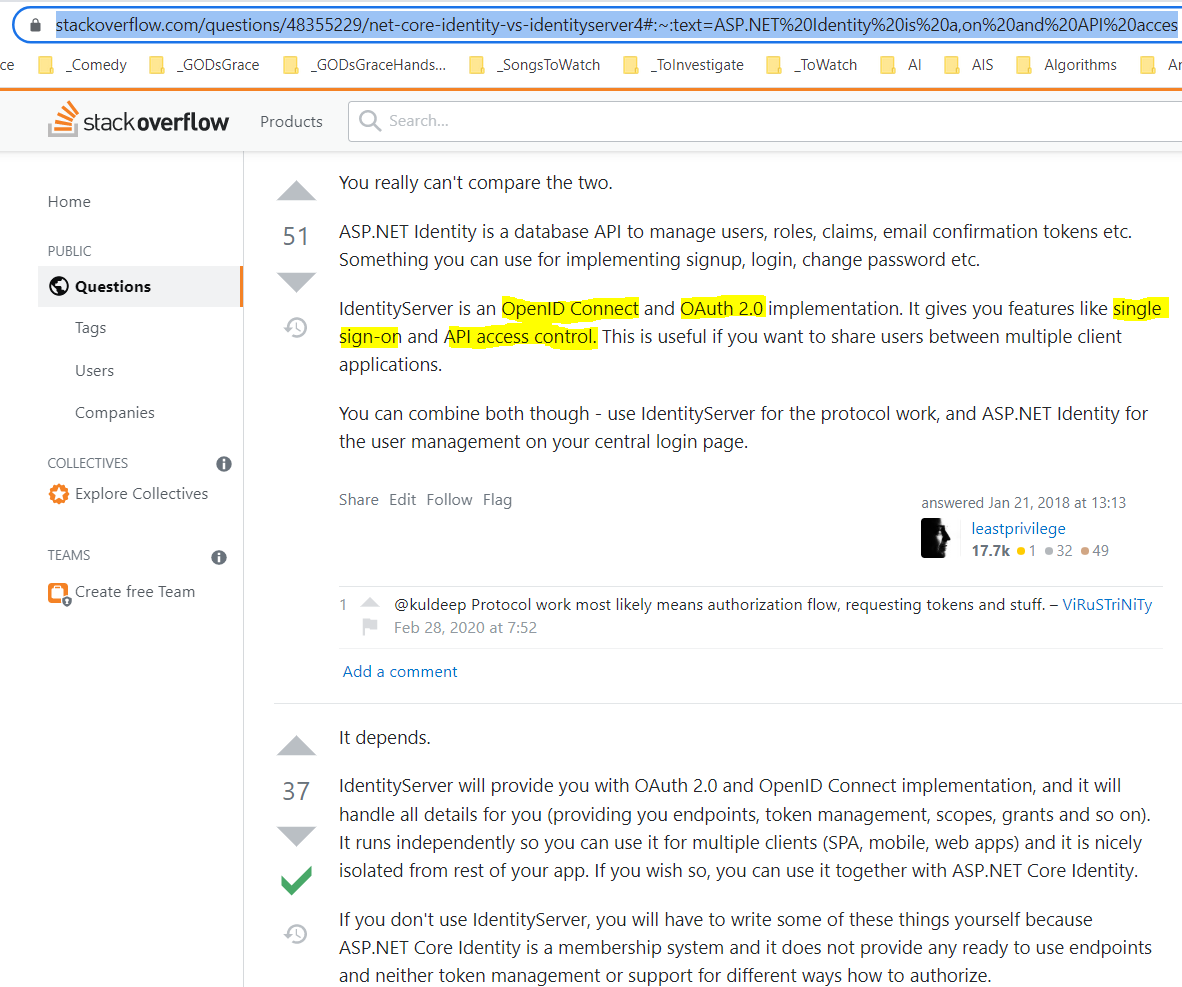 stackoverflow.com/questions/48355229/net-core-identity-vs-identityserver4#:~:text=ASP.NET%20Identity%20is%20a,on%20and%20API%20acces
ce _Comedy _GODsGrace _GODsGraceHands... _SongsToWatch _ToInvestigate _ToWatch AI AIS Algorithms Ar
stackoverflow Products Search...
Home
PUBLIC
Questions
Tags
Users
Companies
COLLECTIVES
Explore Collectives
TEAMS
Create free Team
You really can't compare the two.
51
ASP.NET Identity is a database API to manage users, roles, claims, email confirmation tokens etc.
Something you can use for implementing signup, login, change password etc.
IdentityServer is an OpenID Connect and OAuth 2.0 implementation. It gives you features like single
sign-on and API access control. This is useful if you want to share users between multiple client
applications.
You can combine both though - use IdentityServer for the protocol work, and ASP.NET Identity for
the user management on your central login page.
Share Edit Follow Flag
answered Jan 21, 2018 at 13:13
leastprivilege
17.7k 1 32 49
1 @kuldeep Protocol work most likely means authorization flow, requesting tokens and stuff. – ViRuSTriNiTy
Feb 28, 2020 at 7:52
Add a comment
It depends.
37
IdentityServer will provide you with OAuth 2.0 and OpenID Connect implementation, and it will
handle all details for you (providing you endpoints, token management, scopes, grants and so on).
It runs independently so you can use it for multiple clients (SPA, mobile, web apps) and it is nicely
isolated from rest of your app. If you wish so, you can use it together with ASP.NET Core Identity.
If you don't use IdentityServer, you will have to write some of these things yourself because
ASP.NET Core Identity is a membership system and it does not provide any ready to use endpoints
and neither token management or support for different ways how to authorize.